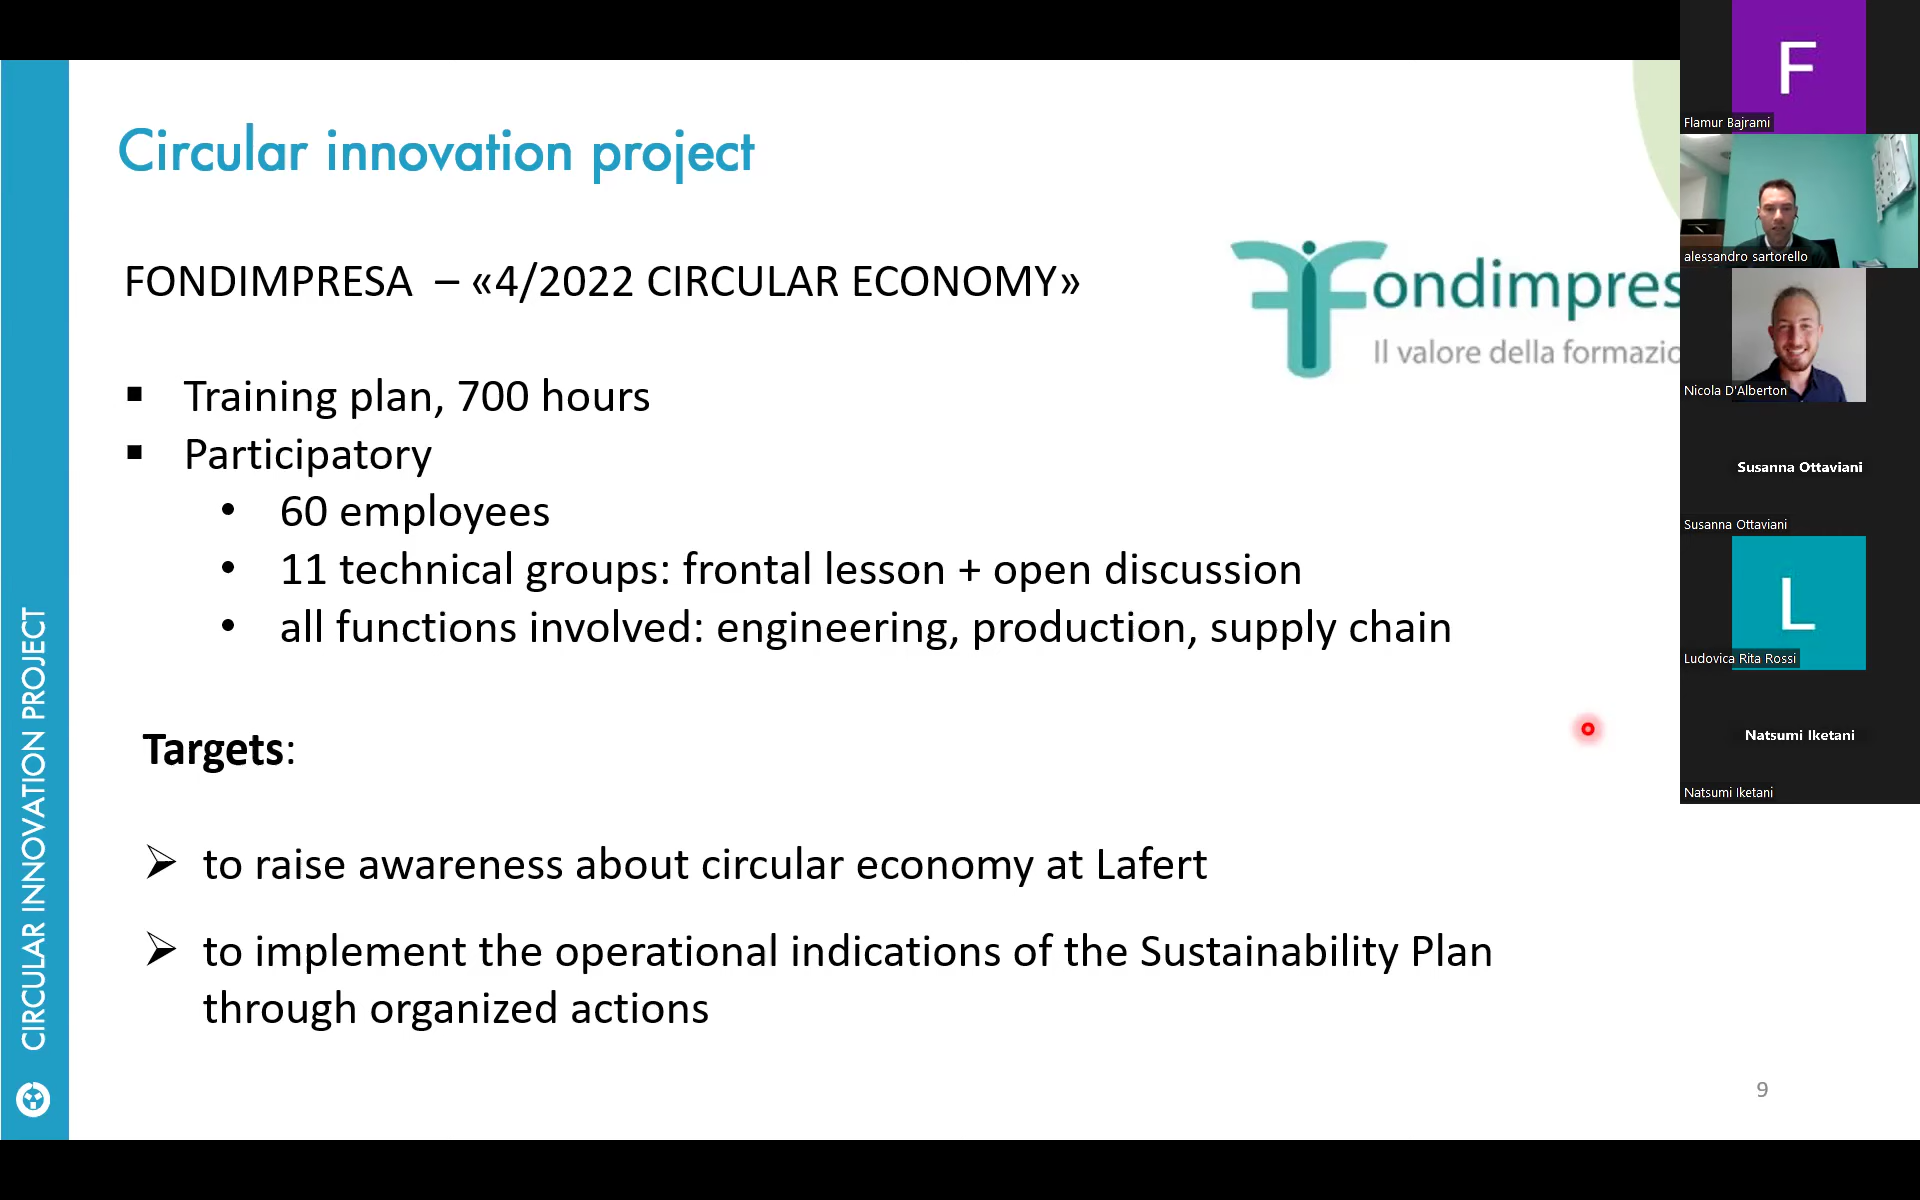 Circular innovation project
FONDIMPRESA – «4/2022 CIRCULAR ECONOMY»
Fondimpres
Il valore della formazio
▪ Training plan, 700 hours
▪ Participatory
• 60 employees
• 11 technical groups: frontal lesson + open discussion
• all functions involved: engineering, production, supply chain
Targets:
➢ to raise awareness about circular economy at Lafert
➢ to implement the operational indications of the Sustainability Plan
through organized actions
9
CIRCULAR INNOVATION PROJECT
F
Flamur Bajrami
alessandro sartorello
Nicola D'Alberton
Susanna Ottaviani
Susanna Ottaviani
L
Ludovica Rita Rossi
Natsumi Iketani
Natsumi Iketani